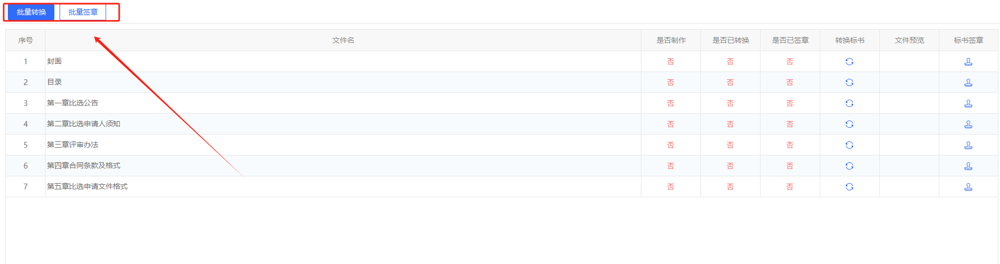 批量转换 批量签章
序号 文件名 是否制作 是否已转换 是否已签章 转换标书 文件预览 标书签章
1 封面 否 否 否
2 目录 否 否 否
3 第一章比选公告 否 否 否
4 第二章比选申请人须知 否 否 否
5 第三章评审办法 否 否 否
6 第四章合同条款及格式 否 否 否
7 第五章比选申请文件格式 否 否 否